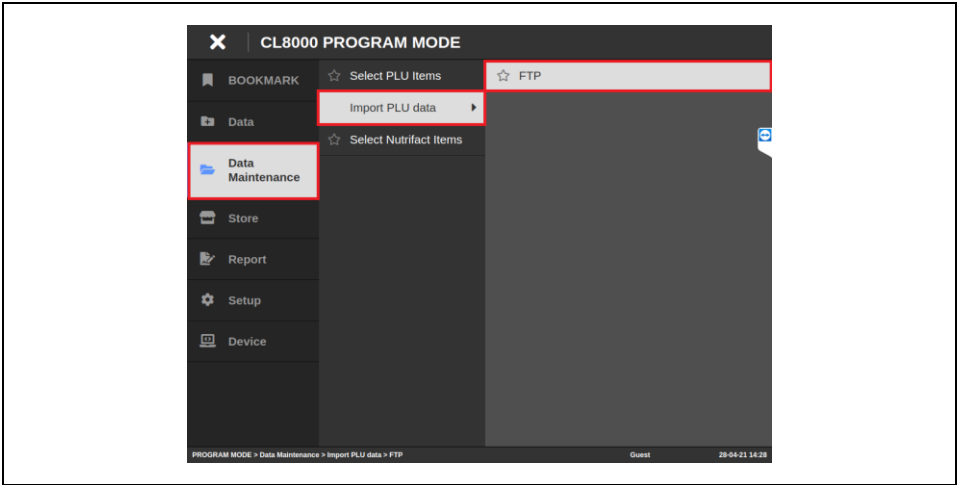 CL8000 PROGRAM MODE
BOOKMARK
Data
Data
Maintenance
Store
Report
Setup
Device
Select PLU Items
Import PLU data
Select Nutrifact Items
FTP
PROGRAM MODE > Data Maintenance > Import PLU data > FTP
Guest
28-04-21 14:28